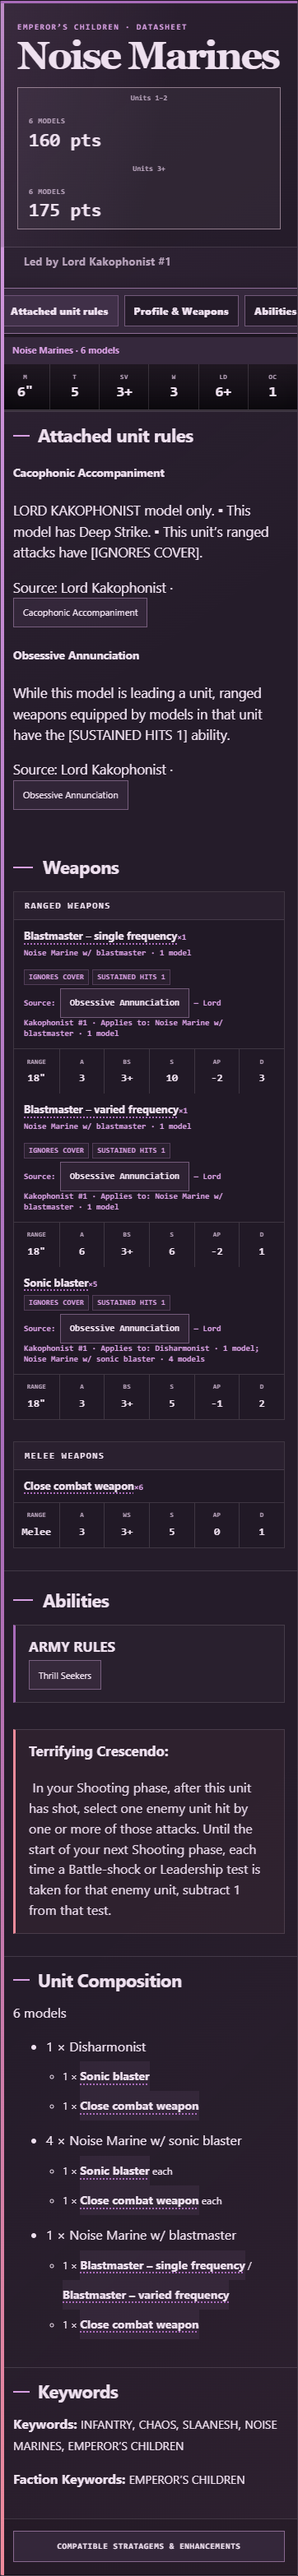 EMPEROR'S CHILDREN · DATASHEET
Noise Marines
Units 1–2
6 MODELS
160 pts
Units 3+
6 MODELS
175 pts
Led by Lord Kakophonist #1
Attached unit rules
Profile & Weapons
Abilities
Noise Marines · 6 models
M T SV W LD OC
6" 5 3+ 3 6+ 1
Attached unit rules
Cacophonic Accompaniment
LORD KAKOPHONIST model only. ▪ This
model has Deep Strike. ▪ This unit's ranged
attacks have [IGNORES COVER].
Source: Lord Kakophonist ·
Cacophonic Accompaniment
Obsessive Annunciation
While this model is leading a unit, ranged
weapons equipped by models in that unit
have the [SUSTAINED HITS 1] ability.
Source: Lord Kakophonist ·
Obsessive Annunciation
Weapons
RANGED WEAPONS
Blastmaster – single frequency×1
Noise Marine w/ blastmaster · 1 model
IGNORES COVER SUSTAINED HITS 1
Source: Obsessive Annunciation — Lord
Kakophonist #1 · Applies to: Noise Marine w/
blastmaster · 1 model
RANGE A BS S AP D
18" 3 3+ 10 -2 3
Blastmaster – varied frequency×1
Noise Marine w/ blastmaster · 1 model
IGNORES COVER SUSTAINED HITS 1
Source: Obsessive Annunciation — Lord
Kakophonist #1 · Applies to: Noise Marine w/
blastmaster · 1 model
RANGE A BS S AP D
18" 6 3+ 6 -2 1
Sonic blaster×5
IGNORES COVER SUSTAINED HITS 1
Source: Obsessive Annunciation — Lord
Kakophonist #1 · Applies to: Disharmonist · 1 model;
Noise Marine w/ sonic blaster · 4 models
RANGE A BS S AP D
18" 3 3+ 5 -1 2
MELEE WEAPONS
Close combat weapon×6
RANGE A WS S AP D
Melee 3 3+ 5 0 1
Abilities
ARMY RULES
Thrill Seekers
Terrifying Crescendo:
In your Shooting phase, after this unit
has shot, select one enemy unit hit by
one or more of those attacks. Until the
start of your next Shooting phase, each
time a Battle-shock or Leadership test is
taken for that enemy unit, subtract 1
from that test.
Unit Composition
6 models
• 1 × Disharmonist
◦ 1 × Sonic blaster
◦ 1 × Close combat weapon
• 4 × Noise Marine w/ sonic blaster
◦ 1 × Sonic blaster each
◦ 1 × Close combat weapon each
• 1 × Noise Marine w/ blastmaster
◦ 1 × Blastmaster – single frequency /
Blastmaster – varied frequency
◦ 1 × Close combat weapon
Keywords
Keywords: INFANTRY, CHAOS, SLAANESH, NOISE
MARINES, EMPEROR'S CHILDREN
Faction Keywords: EMPEROR'S CHILDREN
COMPATIBLE STRATAGEMS & ENHANCEMENTS